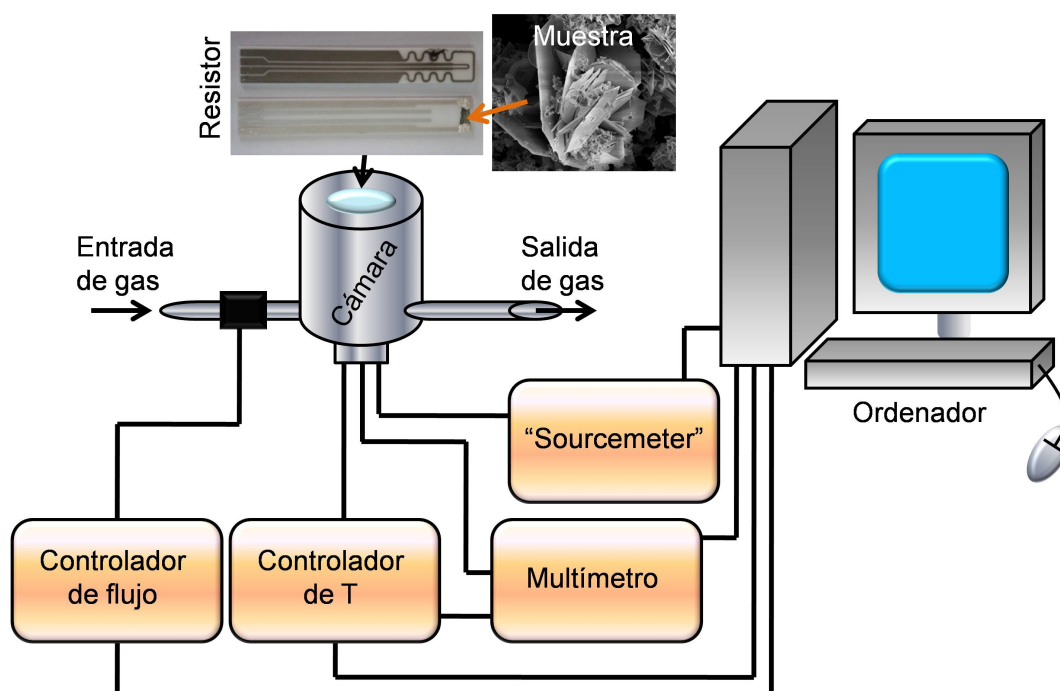 Resistor
Muestra
Entrada
de gas
Cámara
Salida
de gas
Ordenador
“Sourcemeter”
Controlador
de flujo
Controlador
de T
Multímetro